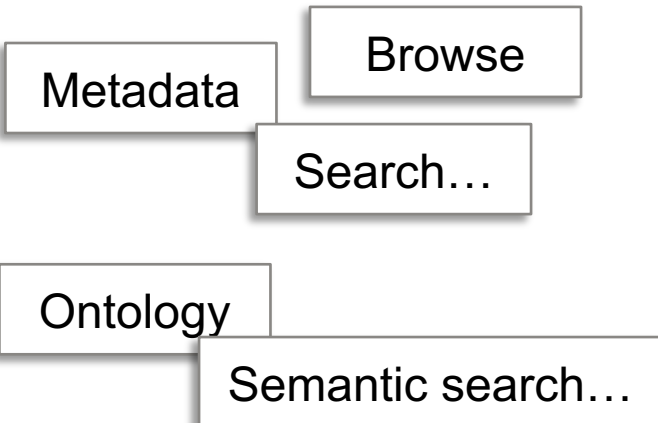 Browse
Metadata
Search…
Ontology
Semantic search…